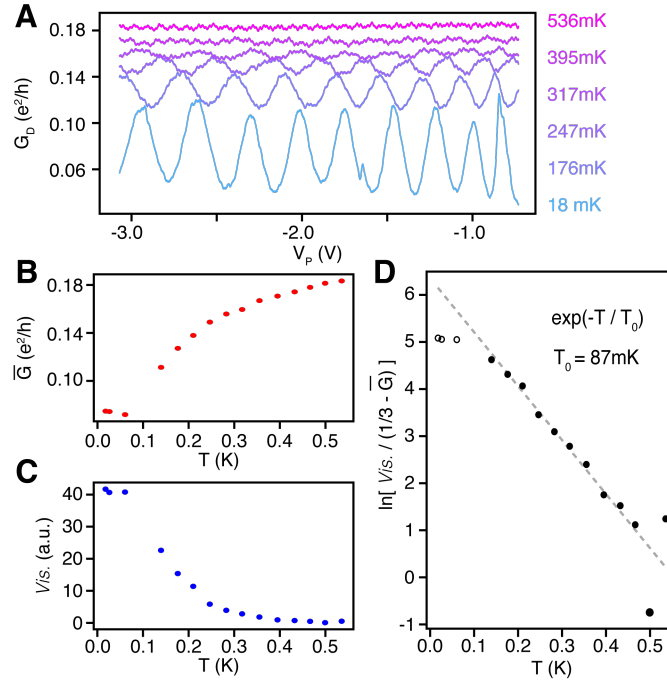 A
0.18
0.14
0.10
0.06
G_D (e²/h)
-3.0
-2.0
-1.0
V_P (V)
536mK
395mK
317mK
247mK
176mK
18 mK
B
0.18
0.14
0.10
G̅ (e²/h)
0.0
0.1
0.2
0.3
0.4
0.5
T (K)
C
40
30
20
10
0
Vis. (a.u.)
0.0
0.1
0.2
0.3
0.4
0.5
T (K)
D
6
5
4
3
2
1
0
-1
ln[ Vis. / (1/3 - G̅) ]
exp(-T / T₀)
T₀ = 87mK
0.0
0.1
0.2
0.3
0.4
0.5
T (K)